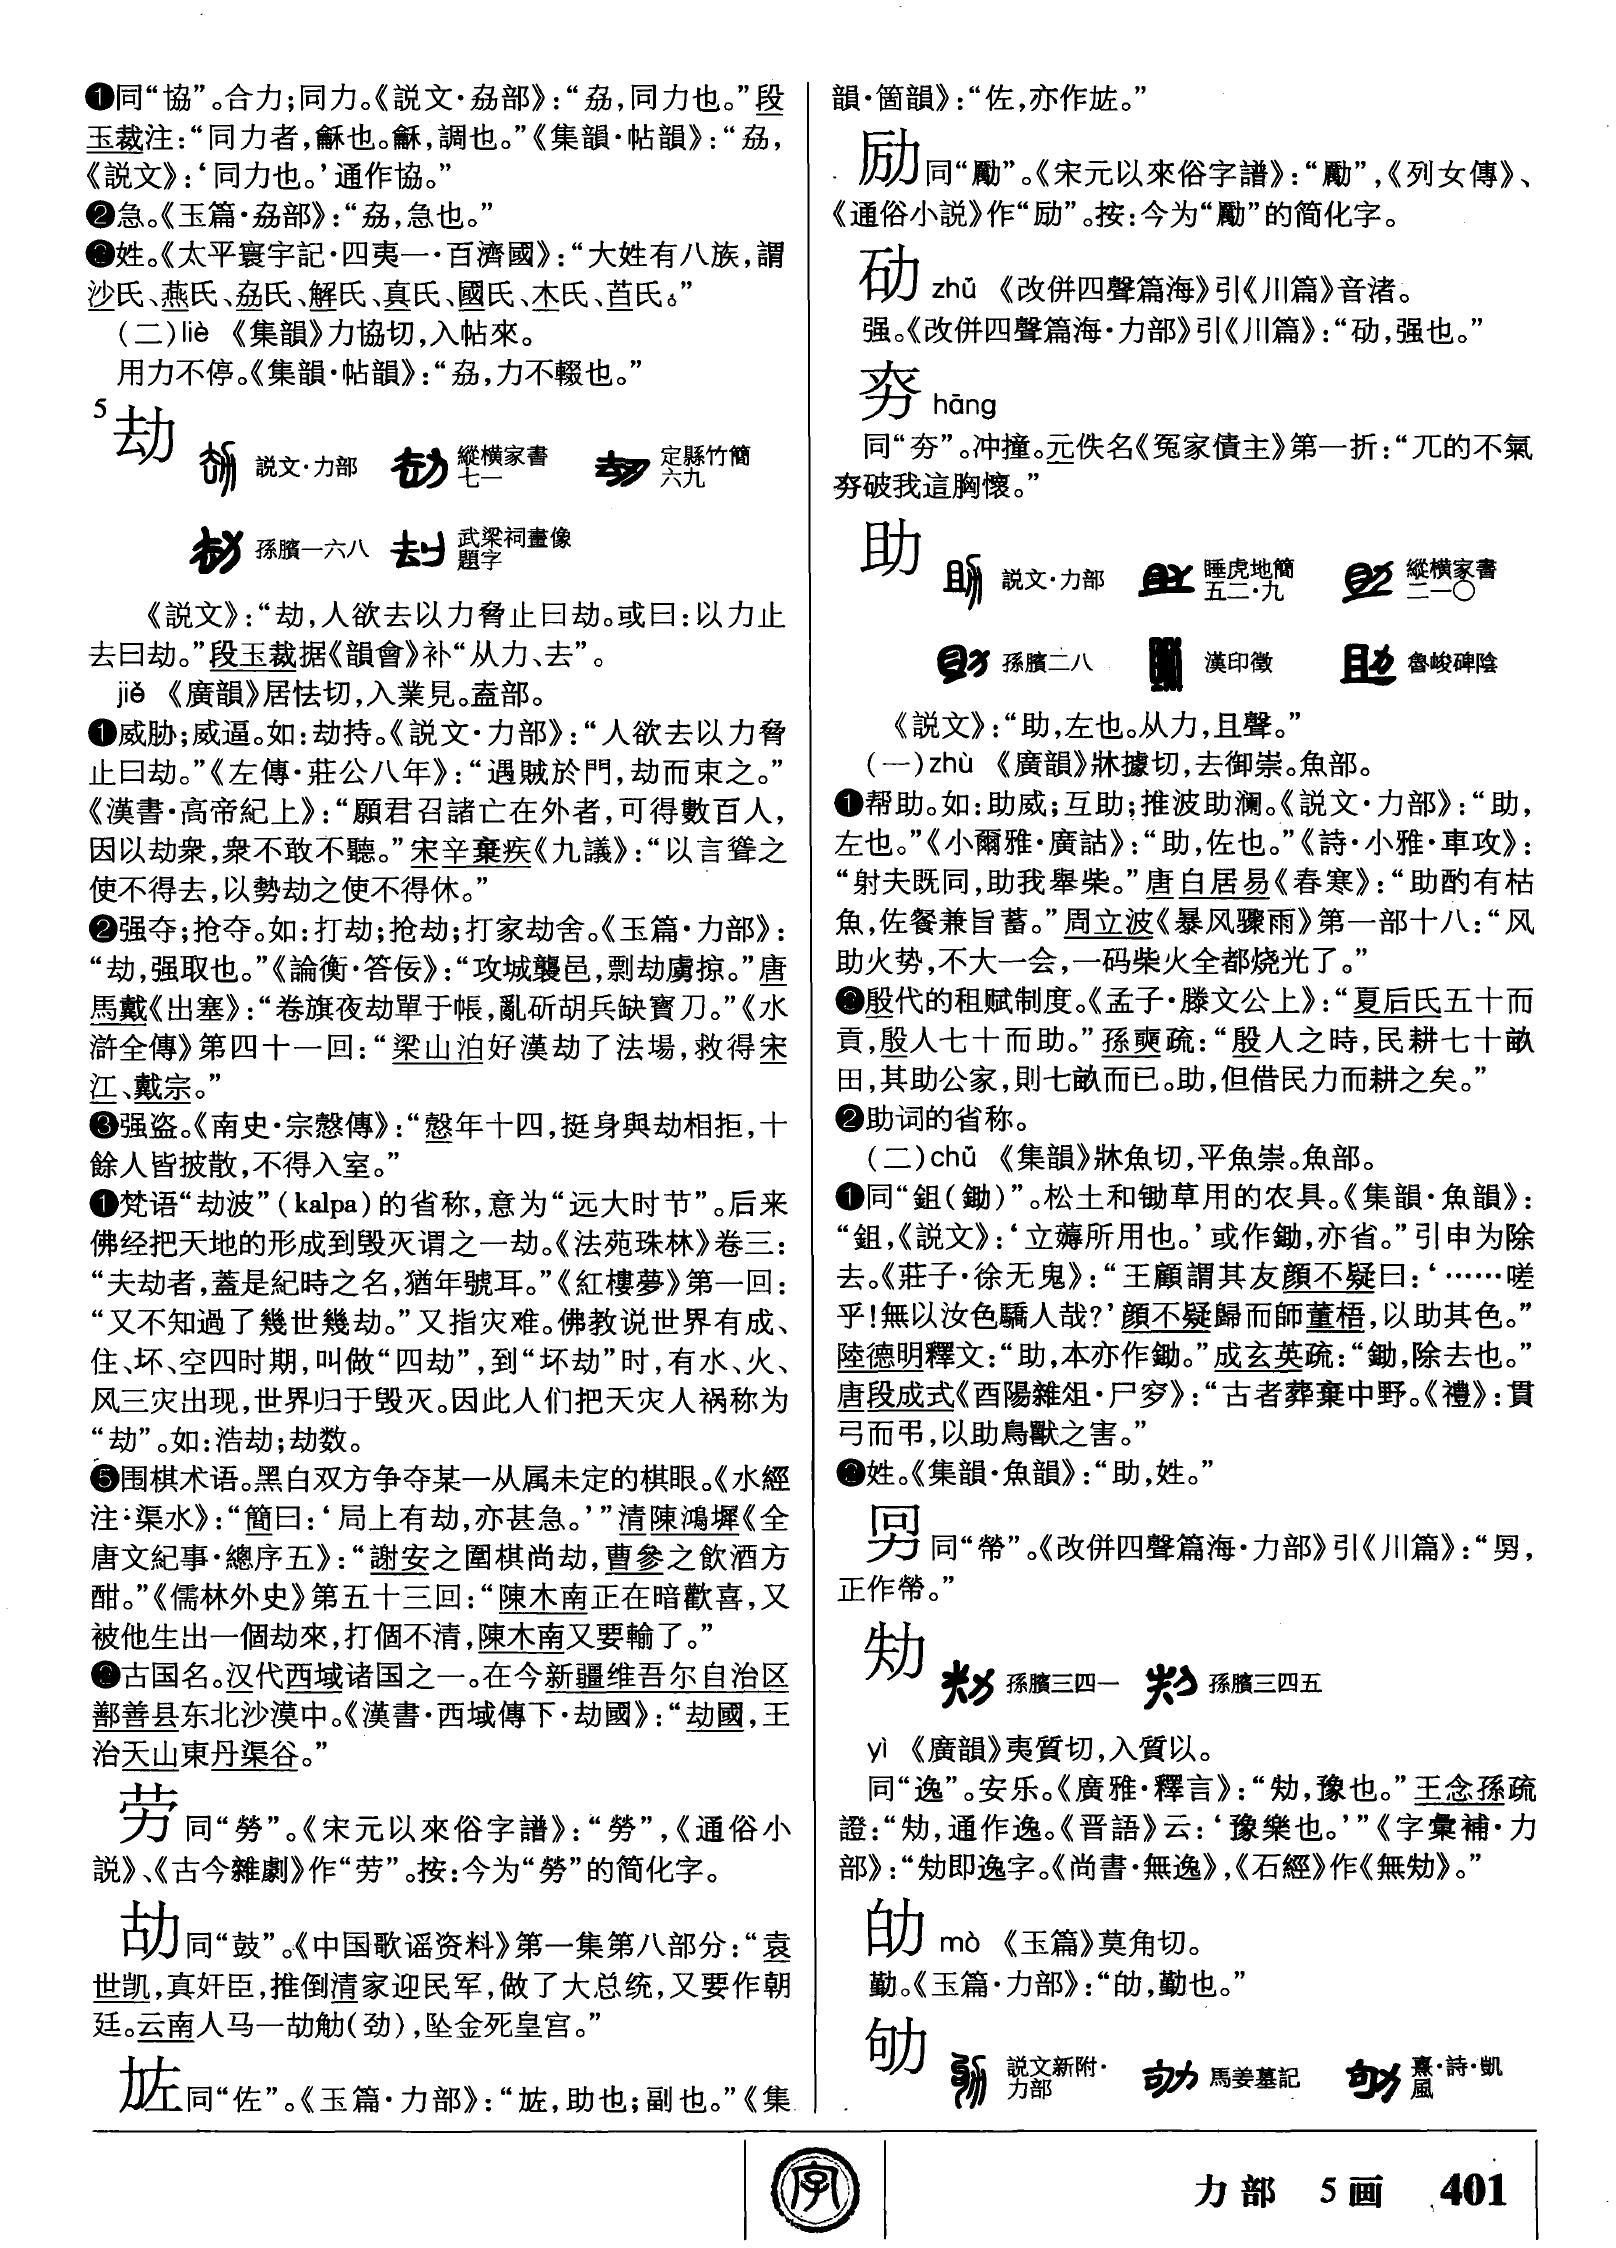 ❶同“協”。合力;同力。《説文·劦部》:“劦,同力也。”段
玉裁注:“同力者,龢也。龢,調也。”《集韻·帖韻》:“劦,
《説文》:‘同力也。’通作協。”
❷急。《玉篇·劦部》:“劦,急也。”
姓。《太平寰宇記·四夷一·百濟國》:“大姓有八族,謂
沙氏、燕氏、劦氏、解氏、真氏、國氏、木氏、苩氏。”
(二)liè 《集韻》力協切,入帖來。
用力不停。《集韻·帖韻》:“劦,力不輟也。”
5 劫 説文·力部 縱横家書七一 定縣竹簡六九
孫臏一六八 武梁祠畫像題字
《説文》:“劫,人欲去以力脅止曰劫。或曰:以力止
去曰劫。”段玉裁据《韻會》补“从力、去”。
jié 《廣韻》居怯切,入業見。盍部。
❶威胁;威逼。如:劫持。《説文·力部》:“人欲去以力脅
止曰劫。”《左傳·莊公八年》:“遇賊於門,劫而束之。”
《漢書·高帝紀上》:“願君召諸亡在外者,可得數百人,
因以劫衆,衆不敢不聽。”宋辛棄疾《九議》:“以言聳之
使不得去,以勢劫之使不得休。”
❷强夺;抢夺。如:打劫;抢劫;打家劫舍。《玉篇·力部》:
“劫,强取也。”《論衡·答佞》:“攻城襲邑,剽劫虜掠。”唐
馬戴《出塞》:“卷旗夜劫單于帳,亂斫胡兵缺寶刀。”《水
滸全傳》第四十一回:“梁山泊好漢劫了法場,救得宋
江、戴宗。”
❸强盗。《南史·宗慤傳》:“慤年十四,挺身與劫相拒,十
餘人皆披散,不得入室。”
❶梵语“劫波”(kalpa)的省称,意为“远大时节”。后来
佛经把天地的形成到毁灭谓之一劫。《法苑珠林》卷三:
“夫劫者,蓋是紀時之名,猶年號耳。”《紅樓夢》第一回:
“又不知過了幾世幾劫。”又指灾难。佛教说世界有成、
住、坏、空四时期,叫做“四劫”,到“坏劫”时,有水、火、
风三灾出现,世界归于毁灭。因此人们把天灾人祸称为
“劫”。如:浩劫;劫数。
❺围棋术语。黑白双方争夺某一从属未定的棋眼。《水經
注·渠水》:“簡曰:‘局上有劫,亦甚急。’”清陳鴻墀《全
唐文紀事·總序五》:“謝安之圍棋尚劫,曹參之飲酒方
酣。”《儒林外史》第五十三回:“陳木南正在暗歡喜,又
被他生出一個劫來,打個不清,陳木南又要輸了。”
古国名。汉代西域诸国之一。在今新疆维吾尔自治区
鄯善县东北沙漠中。《漢書·西域傳下·劫國》:“劫國,王
治天山東丹渠谷。”
劳 同“勞”。《宋元以來俗字譜》:“勞”,《通俗小
説》、《古今雜劇》作“劳”。按:今为“勞”的简化字。
劼 同“鼓”。《中国歌谣资料》第一集第八部分:“袁
世凯,真奸臣,推倒清家迎民军,做了大总统,又要作朝
廷。云南人马一(劲),坠金死皇宫。”
同“佐”。《玉篇·力部》:“,助也;副也。”《集
韻·箇韻》:“佐,亦作。”
励 同“勵”。《宋元以來俗字譜》:“勵”,《列女傳》、
《通俗小説》作“励”。按:今为“勵”的简化字。
zhǔ 《改併四聲篇海》引《川篇》音渚。
强。《改併四聲篇海·力部》引《川篇》:“,强也。”
hāng
同“夯”。冲撞。元佚名《冤家債主》第一折:“兀的不氣
破我這胸懷。”
助 説文·力部 睡虎地簡五二·九 縱横家書二一〇
孫臏二八 漢印徵 魯峻碑陰
《説文》:“助,左也。从力,且聲。”
(一)zhù 《廣韻》牀據切,去御崇。魚部。
❶帮助。如:助威;互助;推波助澜。《説文·力部》:“助,
左也。”《小爾雅·廣詁》:“助,佐也。”《詩·小雅·車攻》:
“射夫既同,助我舉柴。”唐白居易《春寒》:“助酌有枯
魚,佐餐兼旨蓄。”周立波《暴风骤雨》第一部十八:“风
助火势,不大一会,一码柴火全都烧光了。”
殷代的租赋制度。《孟子·滕文公上》:“夏后氏五十而
貢,殷人七十而助。”孫奭疏:“殷人之時,民耕七十畝
田,其助公家,則七畝而已。助,但借民力而耕之矣。”
❷助词的省称。
(二)chú 《集韻》牀魚切,平魚崇。魚部。
❶同“鉏(鋤)”。松土和锄草用的农具。《集韻·魚韻》:
“鉏,《説文》:‘立薅所用也。’或作鋤,亦省。”引申为除
去。《莊子·徐无鬼》:“王顧謂其友顔不疑曰:‘……嗟
乎!無以汝色驕人哉?’顔不疑歸而師董梧,以助其色。”
陸德明釋文:“助,本亦作鋤。”成玄英疏:“鋤,除去也。”
唐段成式《酉陽雜俎·尸穸》:“古者葬棄中野。《禮》:貫
弓而弔,以助鳥獸之害。”
姓。《集韻·魚韻》:“助,姓。”
同“勞”。《改併四聲篇海·力部》引《川篇》:“,
正作勞。”
劮 孫臏三四一 孫臏三四五
yì 《廣韻》夷質切,入質以。
同“逸”。安乐。《廣雅·釋言》:“劮,豫也。”王念孫疏
證:“劮,通作逸。《晋語》云:‘豫樂也。’”《字彙補·力
部》:“劮即逸字。《尚書·無逸》,《石經》作《無劮》。”
mò 《玉篇》莫角切。
勤。《玉篇·力部》:“,勤也。”
劬 説文新附·力部 馬姜墓記 熹·詩·凱風
字
力部 5画 401